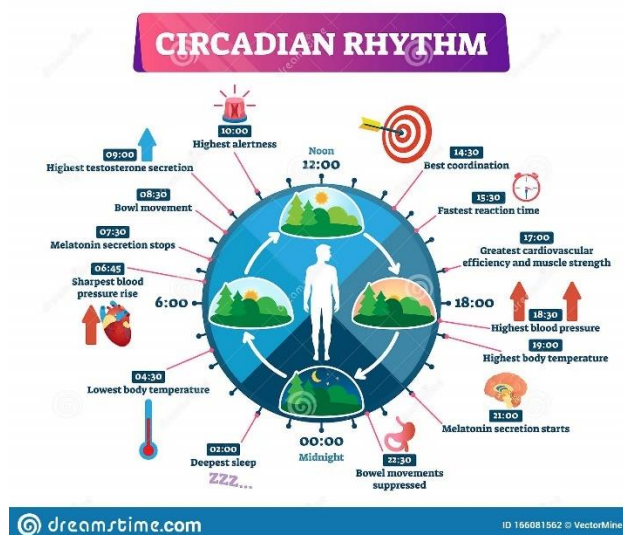 CIRCADIAN RHYTHM
10:00
Highest alertness
Noon
12:00
14:30
Best coordination
09:00
Highest testosterone secretion
15:30
Fastest reaction time
08:30
Bowl movement
07:30
Melatonin secretion stops
17:00
Greatest cardiovascular
efficiency and muscle strength
06:45
Sharpest blood
pressure rise
6:00
18:00
18:30
Highest blood pressure
19:00
Highest body temperature
04:30
Lowest body temperature
21:00
Melatonin secretion starts
02:00
Deepest sleep
ZZZ...
00:00
Midnight
22:30
Bowel movements
suppressed
dreamstime.com
ID 166081562 © VectorMine